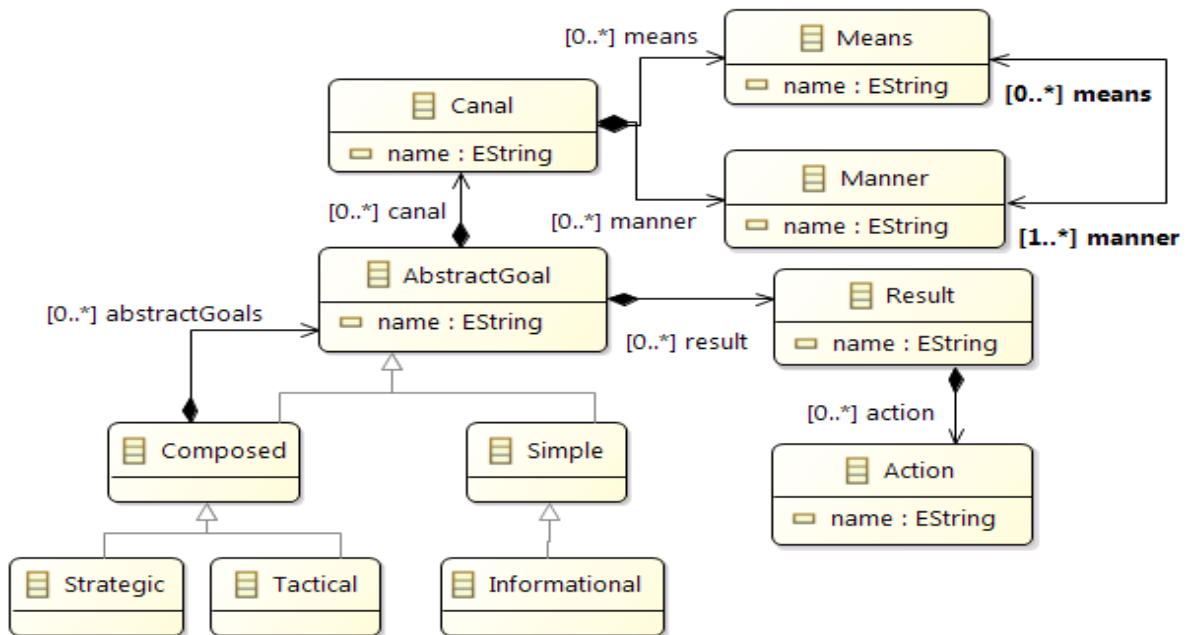 [0..*] means
Means
name : EString
[0..*] means
Canal
name : EString
[0..*] canal
[0..*] manner
Manner
name : EString
[1..*] manner
AbstractGoal
name : EString
[0..*] abstractGoals
[0..*] result
Result
name : EString
[0..*] action
Composed
Simple
Action
name : EString
Strategic
Tactical
Informational